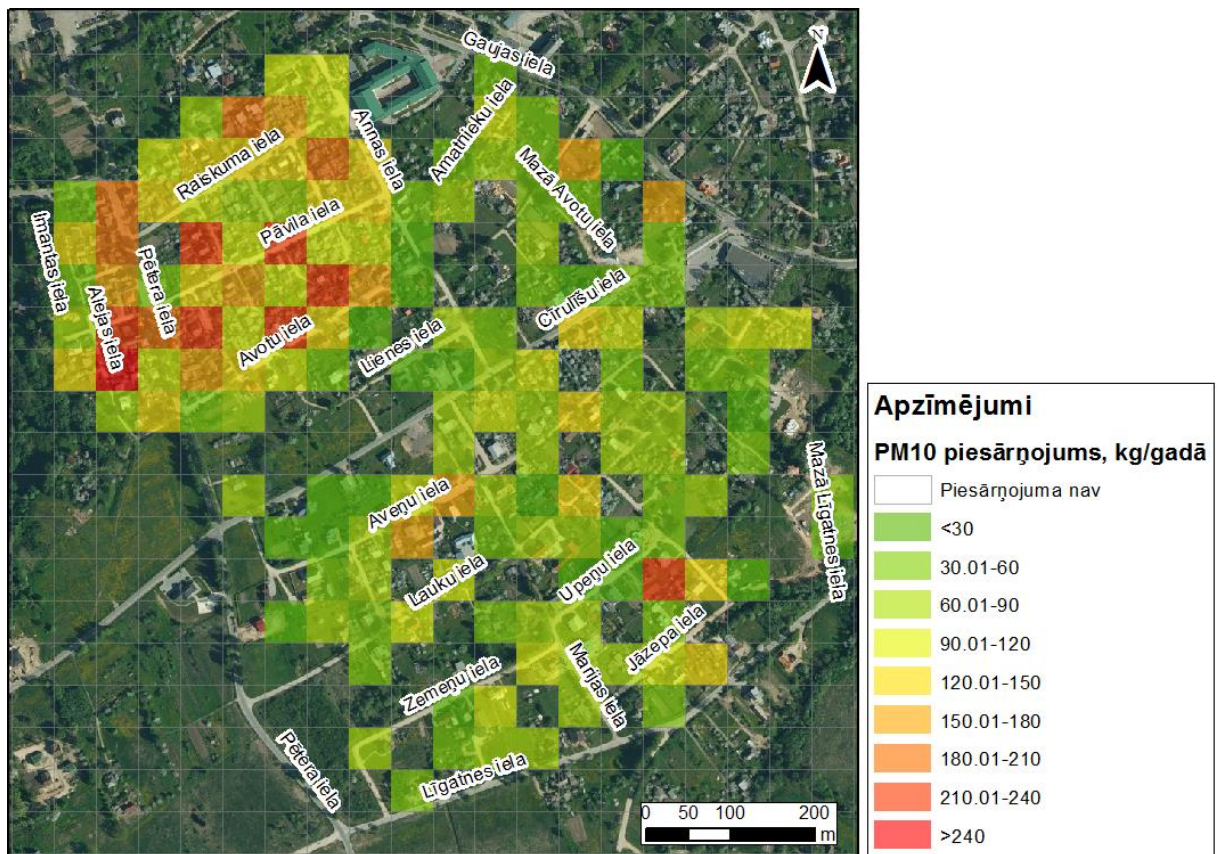 Gaujas iela
Z
Annas iela
Amatnieku iela
Raiskuma iela
Mazā Avotu iela
Pāvila iela
Imantas iela
Pētera iela
Alejas iela
Cīrulīšu iela
Avotu iela
Lienes iela
Mazā Līgatnes iela
Aveņu iela
Upeņu iela
Lauku iela
Jāzepa iela
Marijas iela
Zemeņu iela
Pētera iela
Līgatnes iela
0 50 100 200
m
Apzīmējumi
PM10 piesārņojums, kg/gadā
Piesārņojuma nav
<30
30.01-60
60.01-90
90.01-120
120.01-150
150.01-180
180.01-210
210.01-240
>240